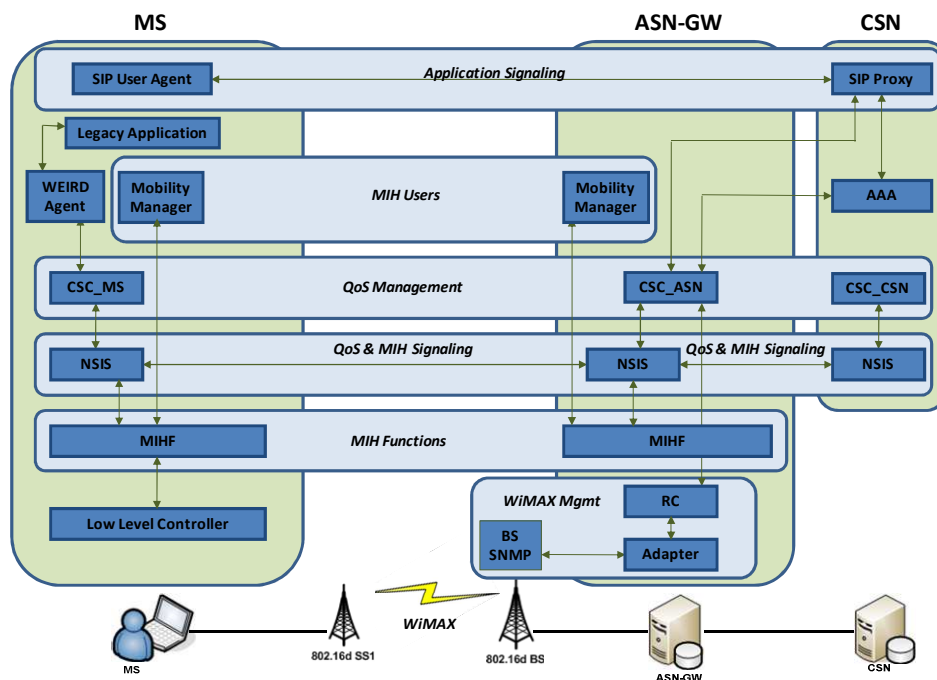 MS
ASN-GW
CSN
Application Signaling
SIP User Agent
SIP Proxy
Legacy Application
WEIRD
Agent
Mobility
Manager
MIH Users
Mobility
Manager
AAA
CSC_MS
QoS Management
CSC_ASN
CSC_CSN
QoS & MIH Signaling
QoS & MIH Signaling
NSIS
NSIS
NSIS
MIHF
MIH Functions
MIHF
WiMAX Mgmt
RC
Low Level Controller
BS
SNMP
Adapter
WiMAX
MS
802.16d SS1
802.16d BS
ASN-GW
CSN